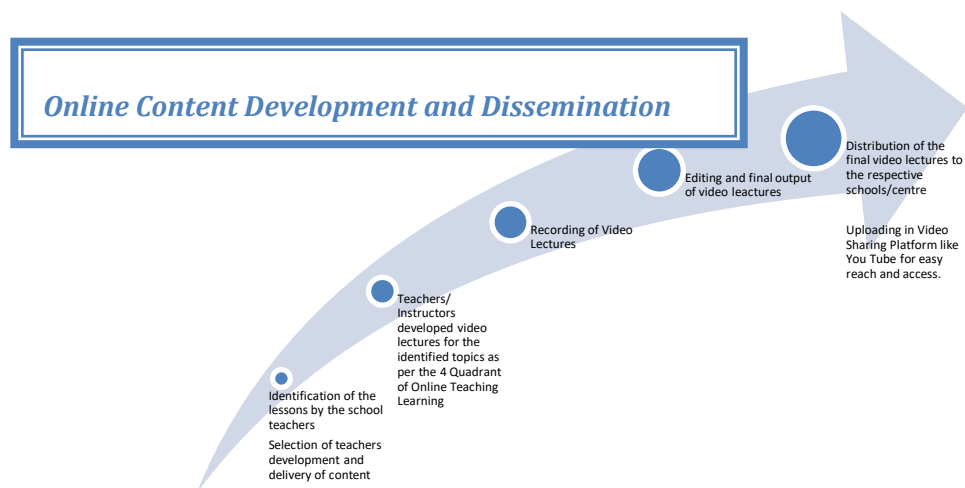 Online Content Development and Dissemination
Identification of the
lessons by the school
teachers
Selection of teachers
development and
delivery of content
Teachers/
Instructors
developed video
lectures for the
identified topics as
per the 4 Quadrant
of Online Teaching
Learning
Recording of Video
Lectures
Editing and final output
of video leactures
Distribution of the
final video lectures to
the respective
schools/centre
Uploading in Video
Sharing Platform like
You Tube for easy
reach and access.